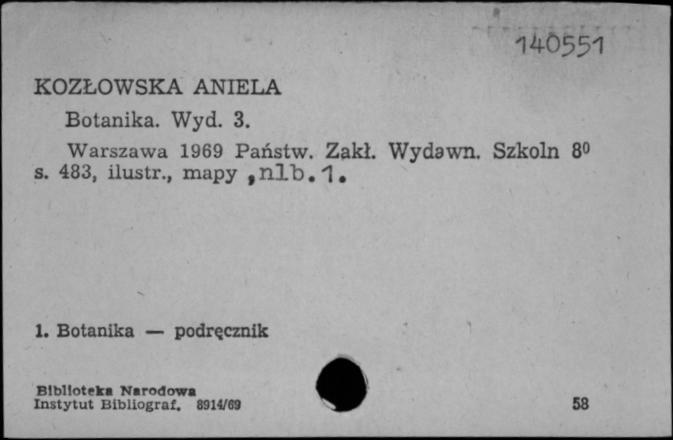 140551
KOZŁOWSKA ANIELA
Botanika. Wyd. 3.
Warszawa 1969 Państw. Zakł. Wydawn. Szkoln 8⁰
s. 483, ilustr., mapy , nlb. 1.
1. Botanika — podręcznik
Biblioteka Narodowa
Instytut Bibliograf. 8914/69
58